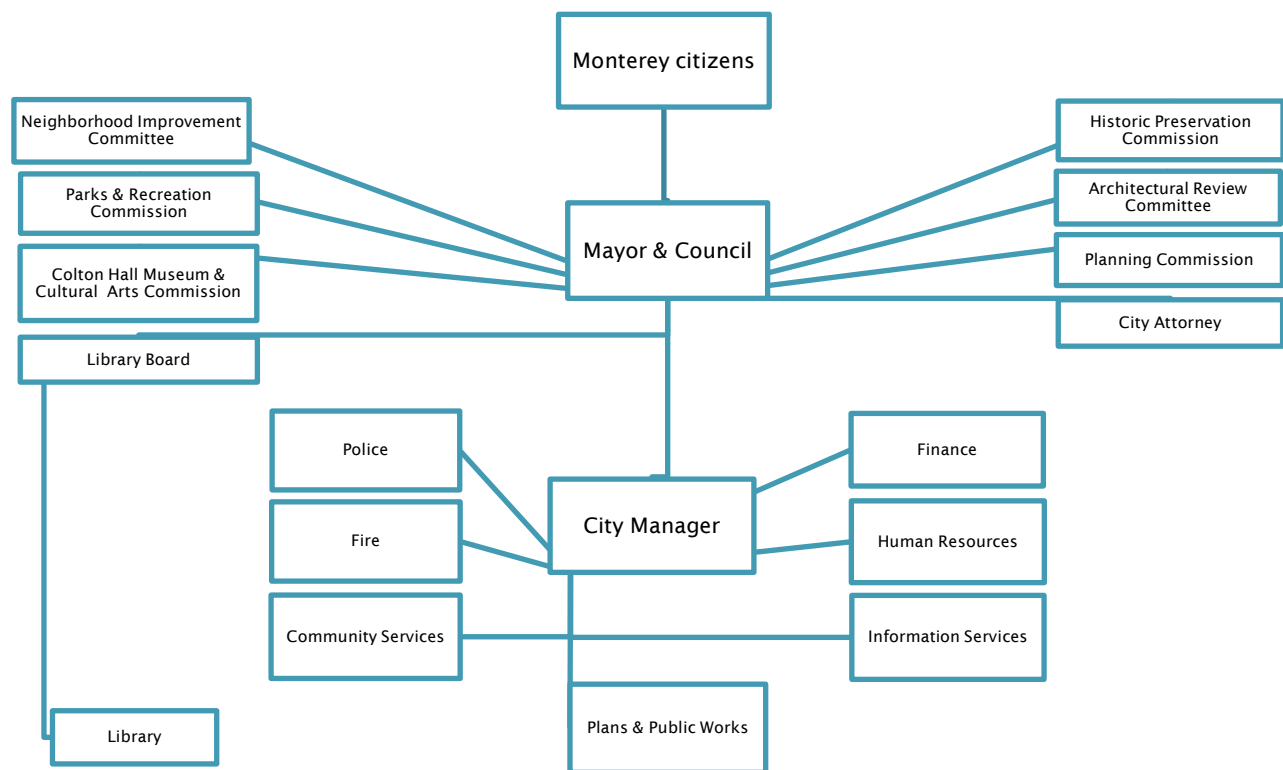 Monterey citizens
Neighborhood Improvement
Committee
Historic Preservation
Commission
Parks & Recreation
Commission
Architectural Review
Committee
Mayor & Council
Colton Hall Museum &
Cultural Arts Commission
Planning Commission
City Attorney
Library Board
Police
Finance
City Manager
Fire
Human Resources
Community Services
Information Services
Plans & Public Works
Library